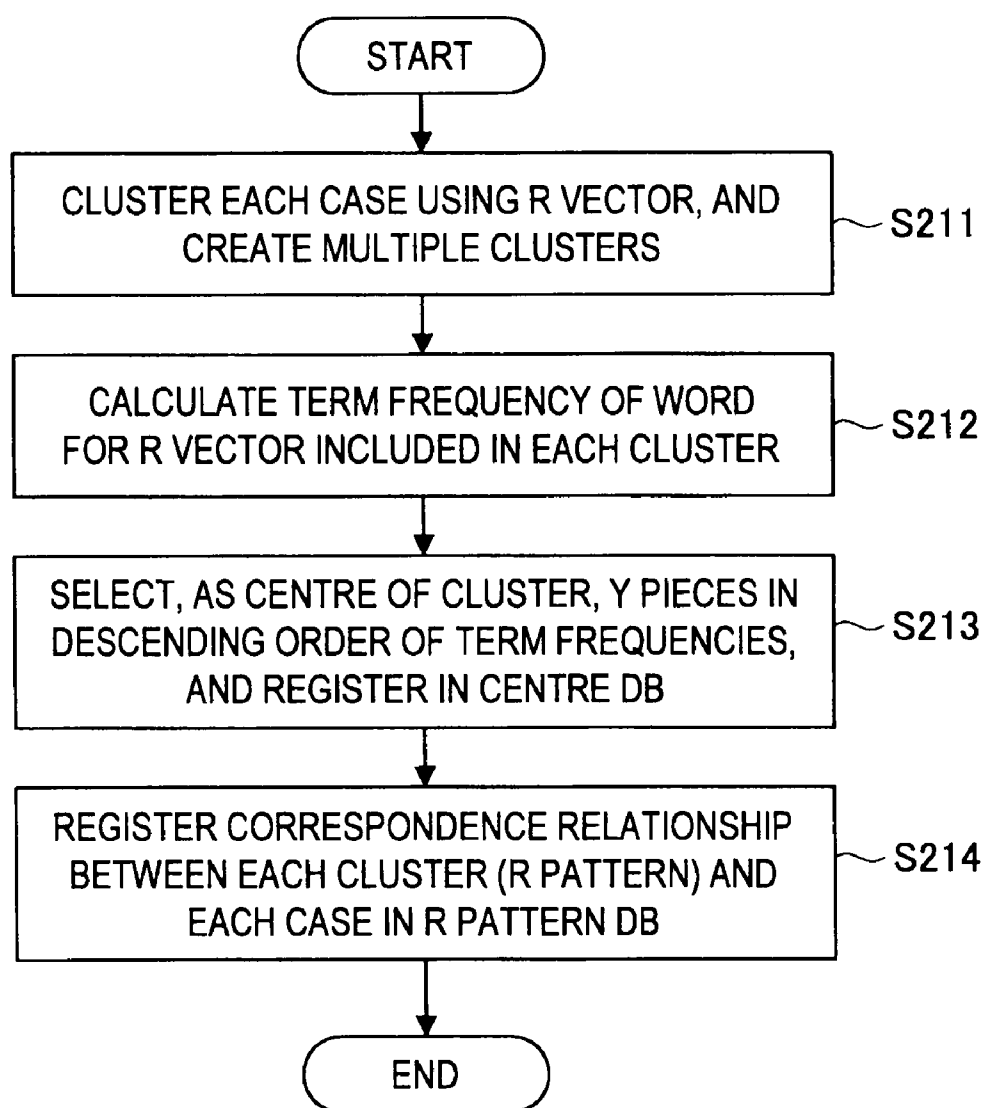 START
CLUSTER EACH CASE USING R VECTOR, AND
CREATE MULTIPLE CLUSTERS
S211
CALCULATE TERM FREQUENCY OF WORD
FOR R VECTOR INCLUDED IN EACH CLUSTER
S212
SELECT, AS CENTRE OF CLUSTER, Y PIECES IN
DESCENDING ORDER OF TERM FREQUENCIES,
AND REGISTER IN CENTRE DB
S213
REGISTER CORRESPONDENCE RELATIONSHIP
BETWEEN EACH CLUSTER (R PATTERN) AND
EACH CASE IN R PATTERN DB
S214
END